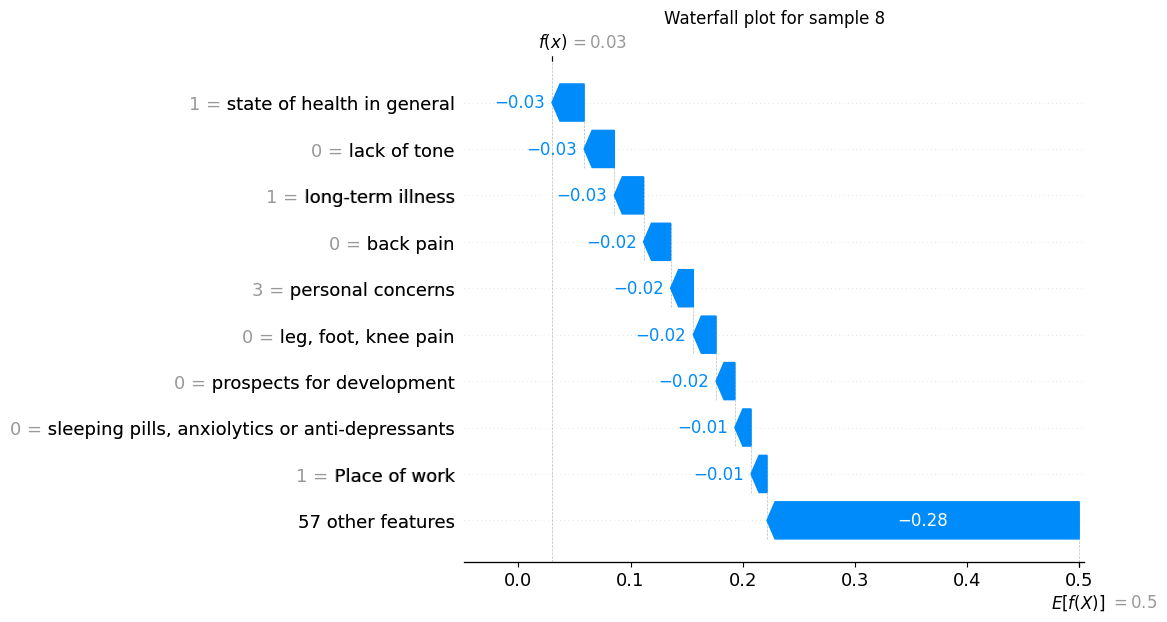 Waterfall plot for sample 8
f(x) = 0.03
1 = state of health in general
−0.03
0 = lack of tone
−0.03
1 = long-term illness
−0.03
0 = back pain
−0.02
3 = personal concerns
−0.02
0 = leg, foot, knee pain
−0.02
0 = prospects for development
−0.02
0 = sleeping pills, anxiolytics or anti-depressants
−0.01
1 = Place of work
−0.01
57 other features
−0.28
0.0 0.1 0.2 0.3 0.4 0.5
E[f(X)] = 0.5